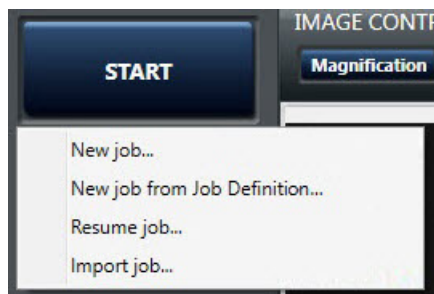 IMAGE CONTR
START
Magnification
New job...
New job from Job Definition...
Resume job...
Import job...